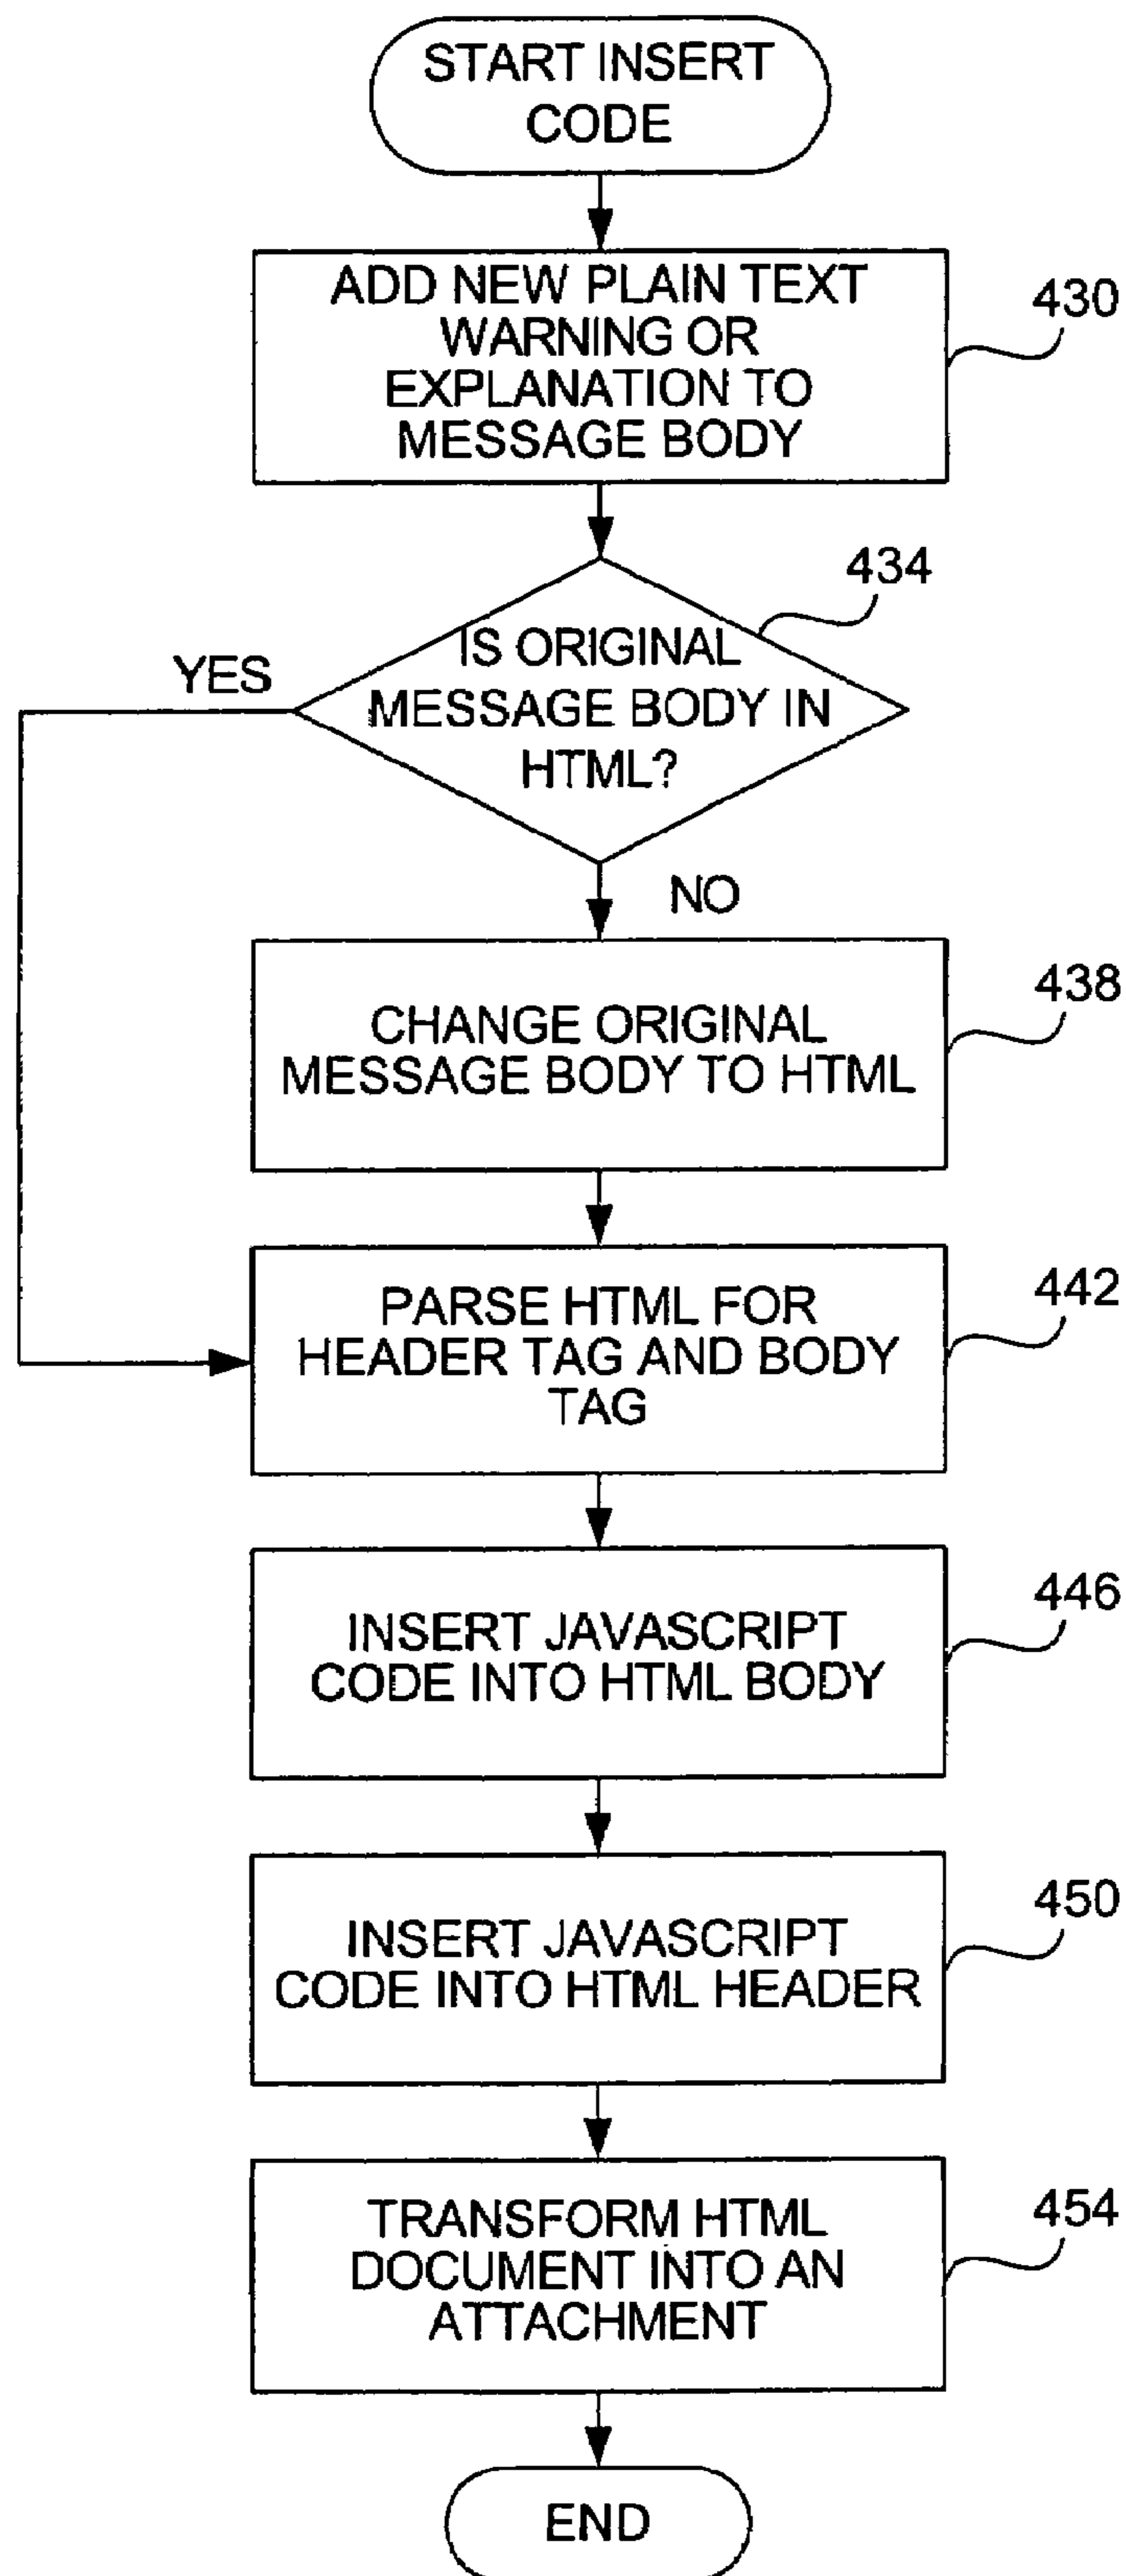 START INSERT
CODE
ADD NEW PLAIN TEXT
WARNING OR
EXPLANATION TO
MESSAGE BODY
430
434
IS ORIGINAL
MESSAGE BODY IN
HTML?
YES
NO
CHANGE ORIGINAL
MESSAGE BODY TO HTML
438
PARSE HTML FOR
HEADER TAG AND BODY
TAG
442
INSERT JAVASCRIPT
CODE INTO HTML BODY
446
INSERT JAVASCRIPT
CODE INTO HTML HEADER
450
TRANSFORM HTML
DOCUMENT INTO AN
ATTACHMENT
454
END